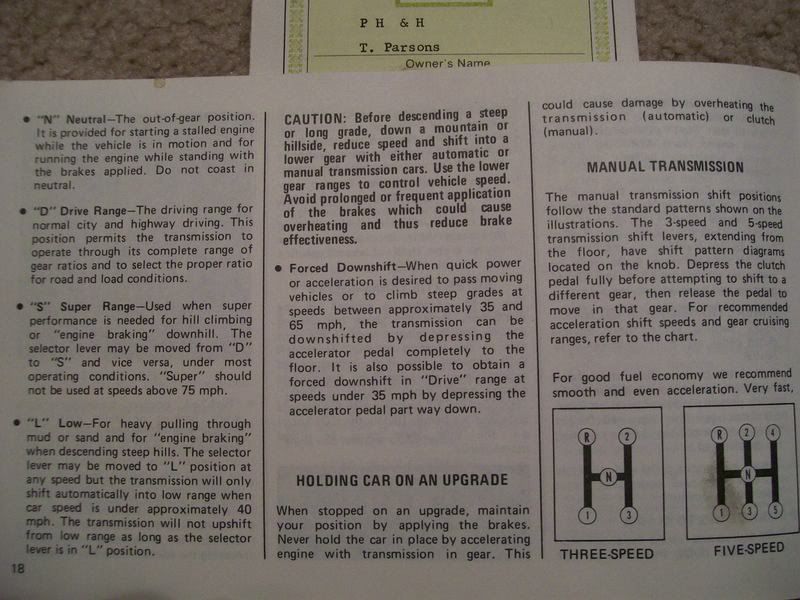 P H & H
T. Parsons
Owner's Name
• "N" Neutral—The out-of-gear position.
It is provided for starting a stalled engine
while the vehicle is in motion and for
running the engine while standing with
the brakes applied. Do not coast in
neutral.
• "D" Drive Range—The driving range for
normal city and highway driving. This
position permits the transmission to
operate through its complete range of
gear ratios and to select the proper ratio
for road and load conditions.
• "S" Super Range—Used when super
performance is needed for hill climbing
or "engine braking" downhill. The
selector lever may be moved from "D"
to "S" and vice versa, under most
operating conditions. "Super" should
not be used at speeds above 75 mph.
• "L" Low—For heavy pulling through
mud or sand and for "engine braking"
when descending steep hills. The selector
lever may be moved to "L" position at
any speed but the transmission will only
shift automatically into low range when
car speed is under approximately 40
mph. The transmission will not upshift
from low range as long as the selector
lever is in "L" position.
18
CAUTION: Before descending a steep
or long grade, down a mountain or
hillside, reduce speed and shift into a
lower gear with either automatic or
manual transmission cars. Use the lower
gear ranges to control vehicle speed.
Avoid prolonged or frequent application
of the brakes which could cause
overheating and thus reduce brake
effectiveness.
• Forced Downshift—When quick power
or acceleration is desired to pass moving
vehicles or to climb steep grades at
speeds between approximately 35 and
65 mph, the transmission can be
downshifted by depressing the
accelerator pedal completely to the
floor. It is also possible to obtain a
forced downshift in "Drive" range at
speeds under 35 mph by depressing the
accelerator pedal part way down.
HOLDING CAR ON AN UPGRADE
When stopped on an upgrade, maintain
your position by applying the brakes.
Never hold the car in place by accelerating
engine with transmission in gear. This
could cause damage by overheating the
transmission (automatic) or clutch
(manual).
MANUAL TRANSMISSION
The manual transmission shift positions
follow the standard patterns shown on the
illustrations. The 3-speed and 5-speed
transmission shift levers, extending from
the floor, have shift pattern diagrams
located on the knob. Depress the clutch
pedal fully before attempting to shift to a
different gear, then release the pedal to
move in that gear. For recommended
acceleration shift speeds and gear cruising
ranges, refer to the chart.
For good fuel economy we recommend
smooth and even acceleration. Very fast,
R 2
N
1 3
THREE-SPEED
R 2 4
N
1 3 5
FIVE-SPEED